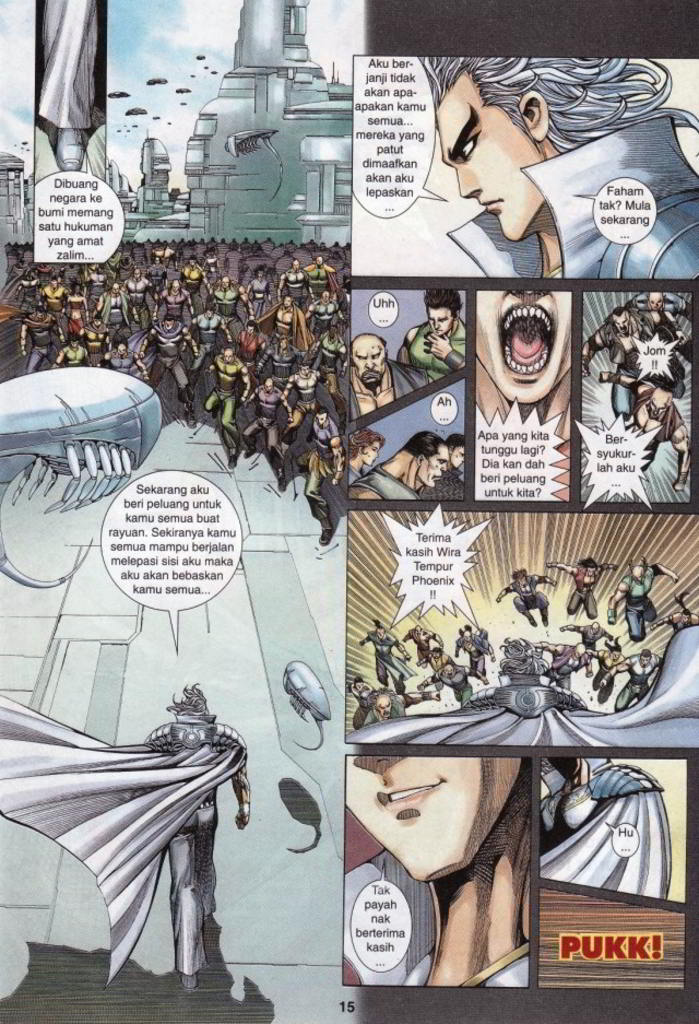 Dibuang
negara ke
bumi memang
satu hukuman
yang amat
zalim...
Sekarang aku
beri peluang untuk
kamu semua buat
rayuan. Sekiranya kamu
semua mampu berjalan
melepasi sisi aku maka
aku akan bebaskan
kamu semua...
Aku ber-
janji tidak
akan apa-
apakan kamu
semua...
mereka yang
patut
dimaafkan
akan aku
lepaskan
...
Faham
tak? Mula
sekarang
...
Uhh
...
Ah
...
Apa yang kita
tunggu lagi?
Dia kan dah
beri peluang
untuk kita?
Jom
!!
Ber-
syukur-
lah aku
...
Terima
kasih Wira
Tempur
Phoenix
!!
Tak
payah
nak
berterima
kasih
...
Hu
...
PUKK!
15